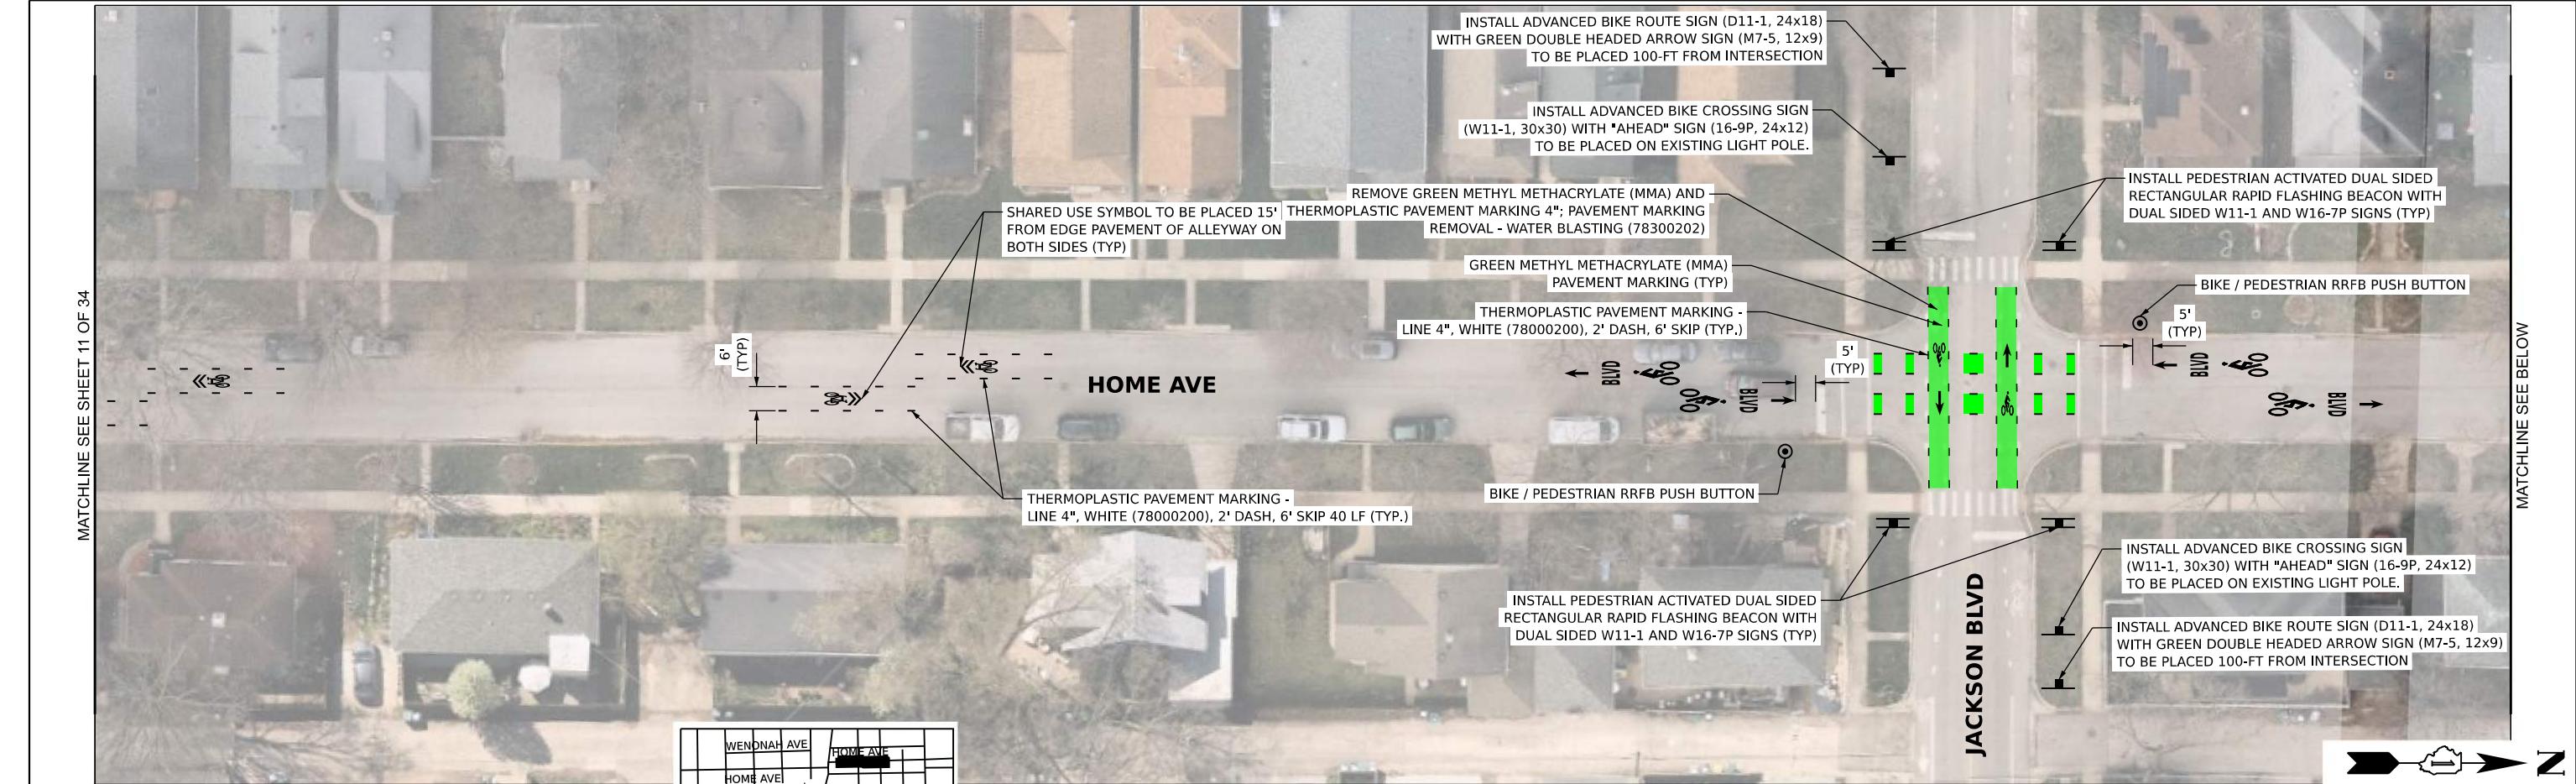 INSTALL ADVANCED BIKE ROUTE SIGN (D11-1, 24x18)
WITH GREEN DOUBLE HEADED ARROW SIGN (M7-5, 12x9)
TO BE PLACED 100-FT FROM INTERSECTION
INSTALL ADVANCED BIKE CROSSING SIGN
(W11-1, 30x30) WITH "AHEAD" SIGN (16-9P, 24x12)
TO BE PLACED ON EXISTING LIGHT POLE.
INSTALL PEDESTRIAN ACTIVATED DUAL SIDED
RECTANGULAR RAPID FLASHING BEACON WITH
DUAL SIDED W11-1 AND W16-7P SIGNS (TYP)
REMOVE GREEN METHYL METHACRYLATE (MMA) AND
THERMOPLASTIC PAVEMENT MARKING 4"; PAVEMENT MARKING
REMOVAL - WATER BLASTING (78300202)
SHARED USE SYMBOL TO BE PLACED 15'
FROM EDGE PAVEMENT OF ALLEYWAY ON
BOTH SIDES (TYP)
GREEN METHYL METHACRYLATE (MMA)
PAVEMENT MARKING (TYP)
BIKE / PEDESTRIAN RRFB PUSH BUTTON
THERMOPLASTIC PAVEMENT MARKING -
LINE 4", WHITE (78000200), 2' DASH, 6' SKIP (TYP.)
5'
(TYP)
6'
(TYP)
5'
(TYP)
MATCHLINE SEE SHEET 11 OF 34
HOME AVE
BLVD
BLVD
BLVD
BLVD
MATCHLINE SEE BELOW
THERMOPLASTIC PAVEMENT MARKING -
LINE 4", WHITE (78000200), 2' DASH, 6' SKIP 40 LF (TYP.)
BIKE / PEDESTRIAN RRFB PUSH BUTTON
INSTALL PEDESTRIAN ACTIVATED DUAL SIDED
RECTANGULAR RAPID FLASHING BEACON WITH
DUAL SIDED W11-1 AND W16-7P SIGNS (TYP)
JACKSON BLVD
INSTALL ADVANCED BIKE CROSSING SIGN
(W11-1, 30x30) WITH "AHEAD" SIGN (16-9P, 24x12)
TO BE PLACED ON EXISTING LIGHT POLE.
INSTALL ADVANCED BIKE ROUTE SIGN (D11-1, 24x18)
WITH GREEN DOUBLE HEADED ARROW SIGN (M7-5, 12x9)
TO BE PLACED 100-FT FROM INTERSECTION
WENONAH AVE
HOME AVE
HOME AVE
N